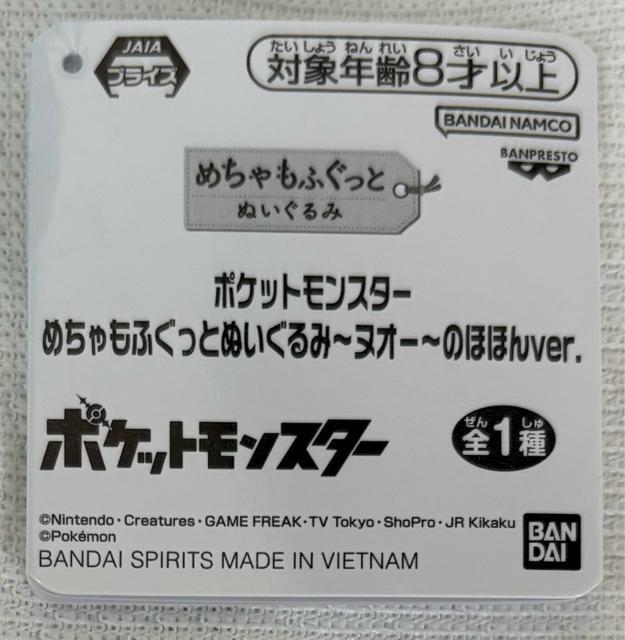 JAIA
プライズ
たいしょうねんれい さい いじょう
対象年齢8才以上
BANDAI NAMCO
BANPRESTO
めちゃもふぐっと
ぬいぐるみ
ポケットモンスター
めちゃもふぐっとぬいぐるみ～ヌオー～のほほんver.
ポケットモンスター
ぜん しゅ
全1種
©Nintendo・Creatures・GAME FREAK・TV Tokyo・ShoPro・JR Kikaku
©Pokémon
BANDAI SPIRITS MADE IN VIETNAM
BAN
DAI